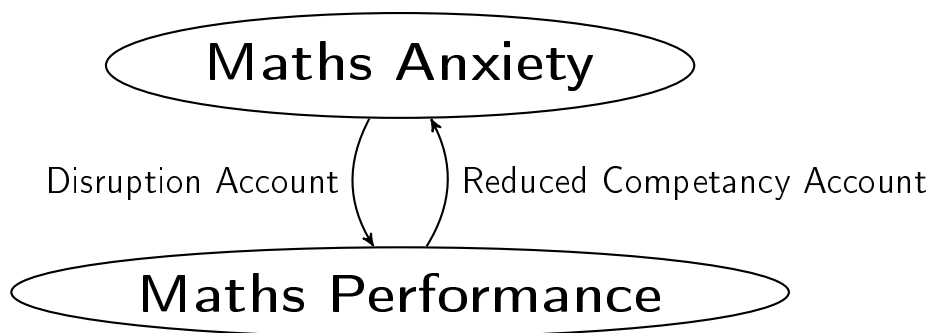 Maths Anxiety
Disruption Account
Reduced Competancy Account
Maths Performance